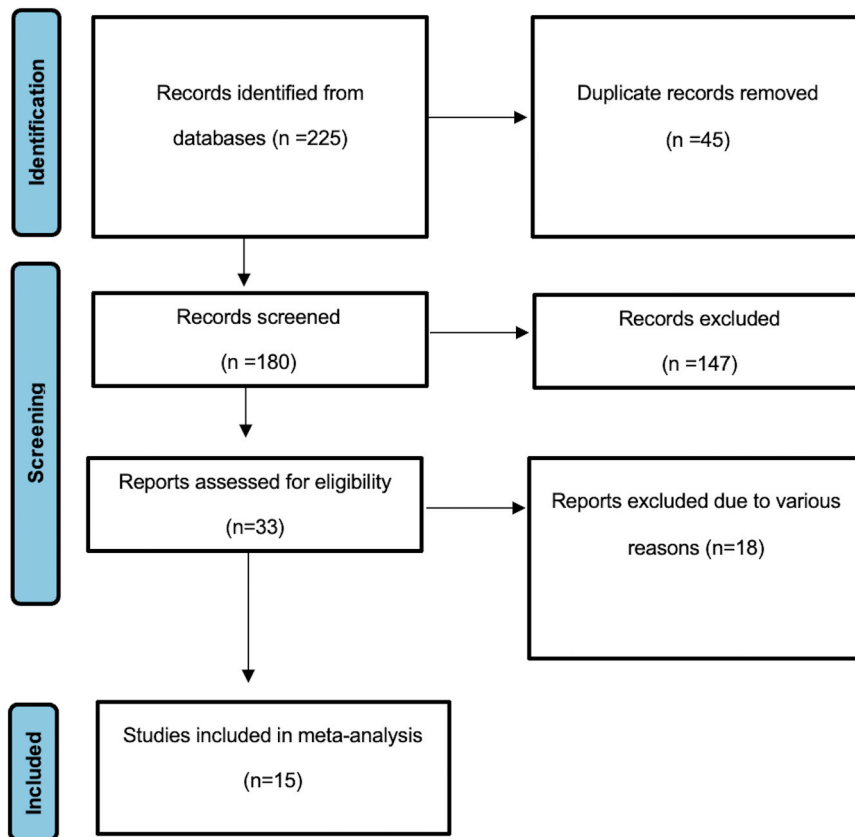 Identification
Records identified from
databases (n =225)
Duplicate records removed
(n =45)
Screening
Records screened
(n =180)
Records excluded
(n =147)
Reports assessed for eligibility
(n=33)
Reports excluded due to various
reasons (n=18)
Included
Studies included in meta-analysis
(n=15)